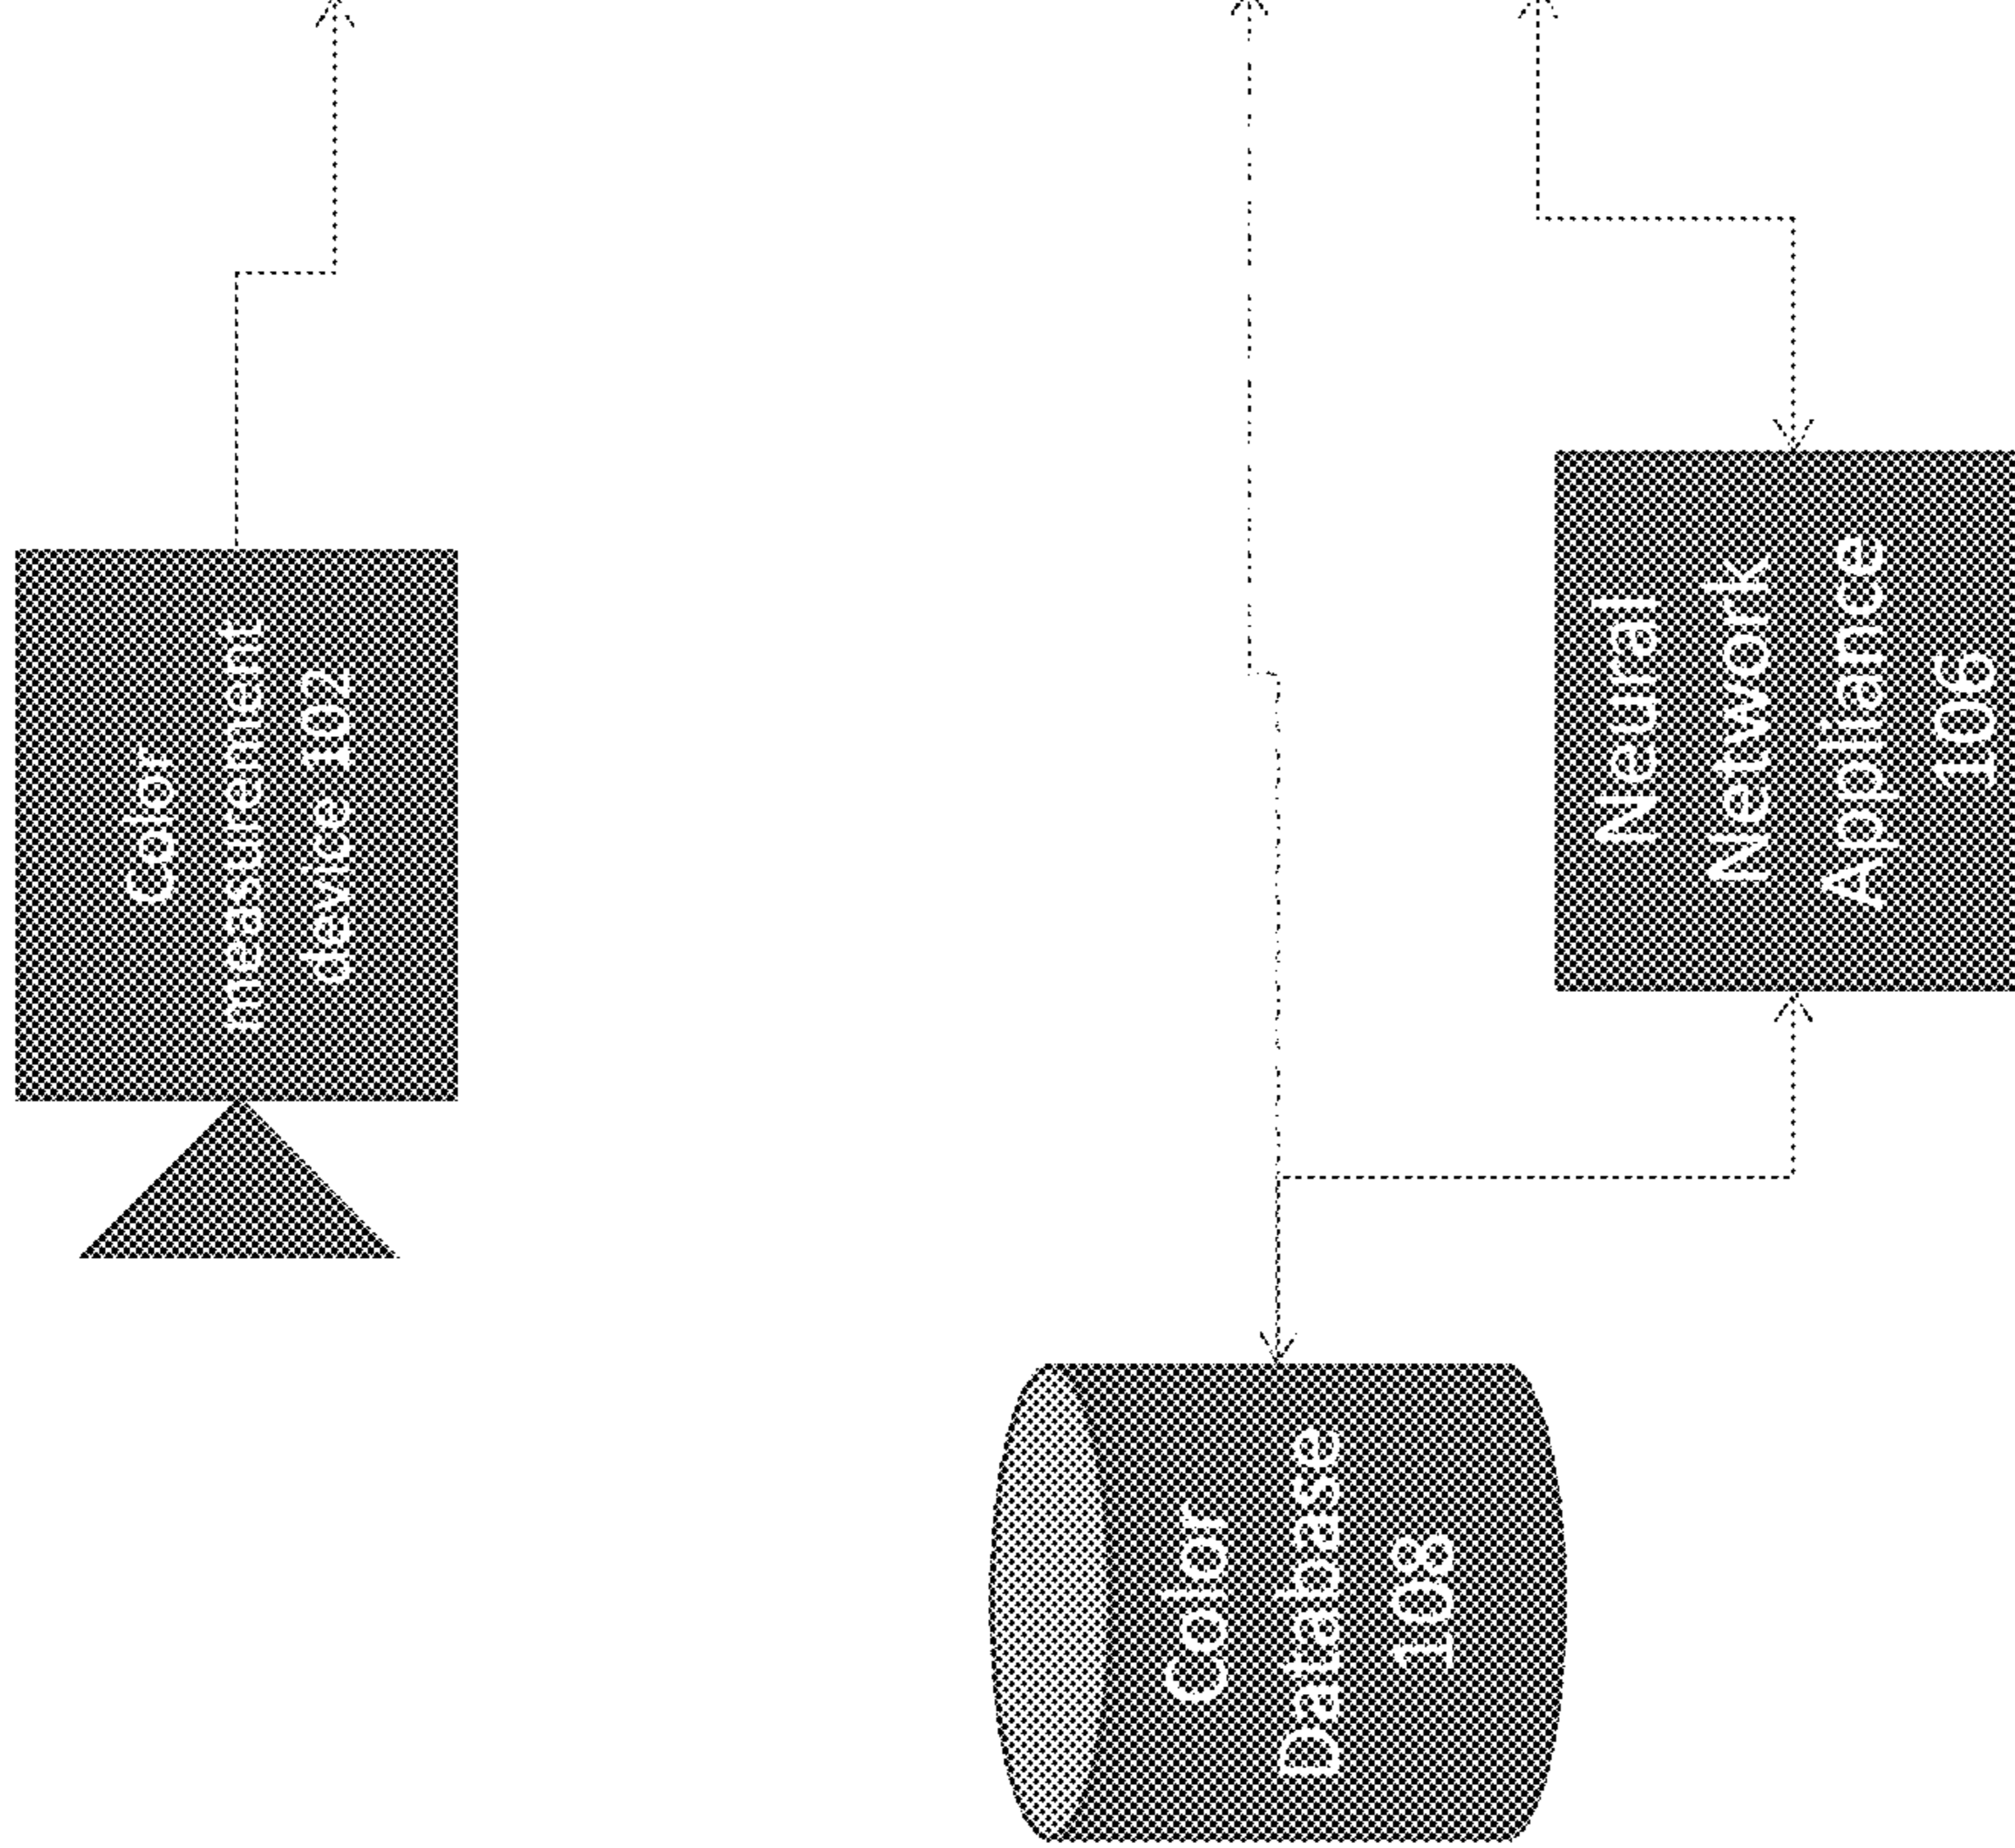 Color
measurement
device 102
Neural
Network
Appliance
106
Color
Database
108